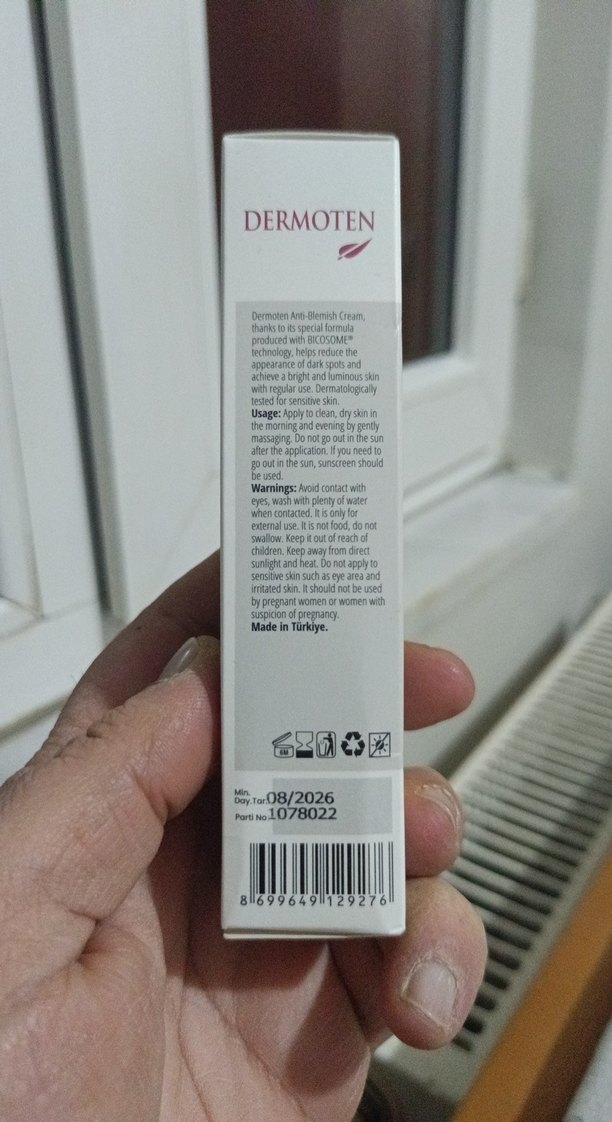 DERMOTEN
Dermoten Anti-Blemish Cream,
thanks to its special formula
produced with BICOSOME®
technology, helps reduce the
appearance of dark spots and
achieve a bright and luminous skin
with regular use. Dermatologically
tested for sensitive skin.
Usage: Apply to clean, dry skin in
the morning and evening by gently
massaging. Do not go out in the sun
after the application. If you need to
go out in the sun, sunscreen should
be used.
Warnings: Avoid contact with
eyes, wash with plenty of water
when contacted. It is only for
external use. It is not food, do not
swallow. Keep it out of reach of
children. Keep away from direct
sunlight and heat. Do not apply to
sensitive skin such as eye area and
irritated skin. It should not be used
by pregnant women or women with
suspicion of pregnancy.
Made in Türkiye.
6M
Min.
Day.Tar.08/2026
Parti No.1078022
8 699649 129276